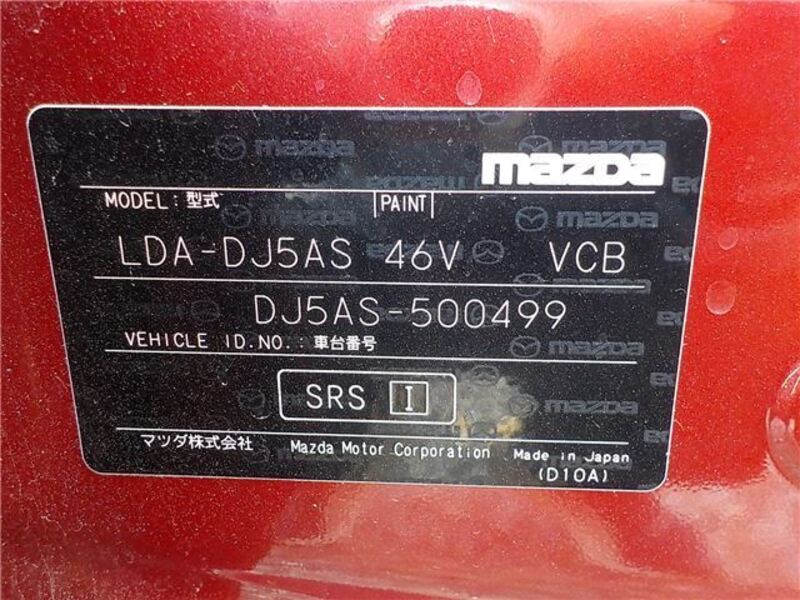 mazda
MODEL : 型式 PAINT
LDA-DJ5AS 46V VCB
DJ5AS-500499
VEHICLE ID.NO. : 車台番号
SRS I
マツダ株式会社 Mazda Motor Corporation Made in Japan
(D10A)